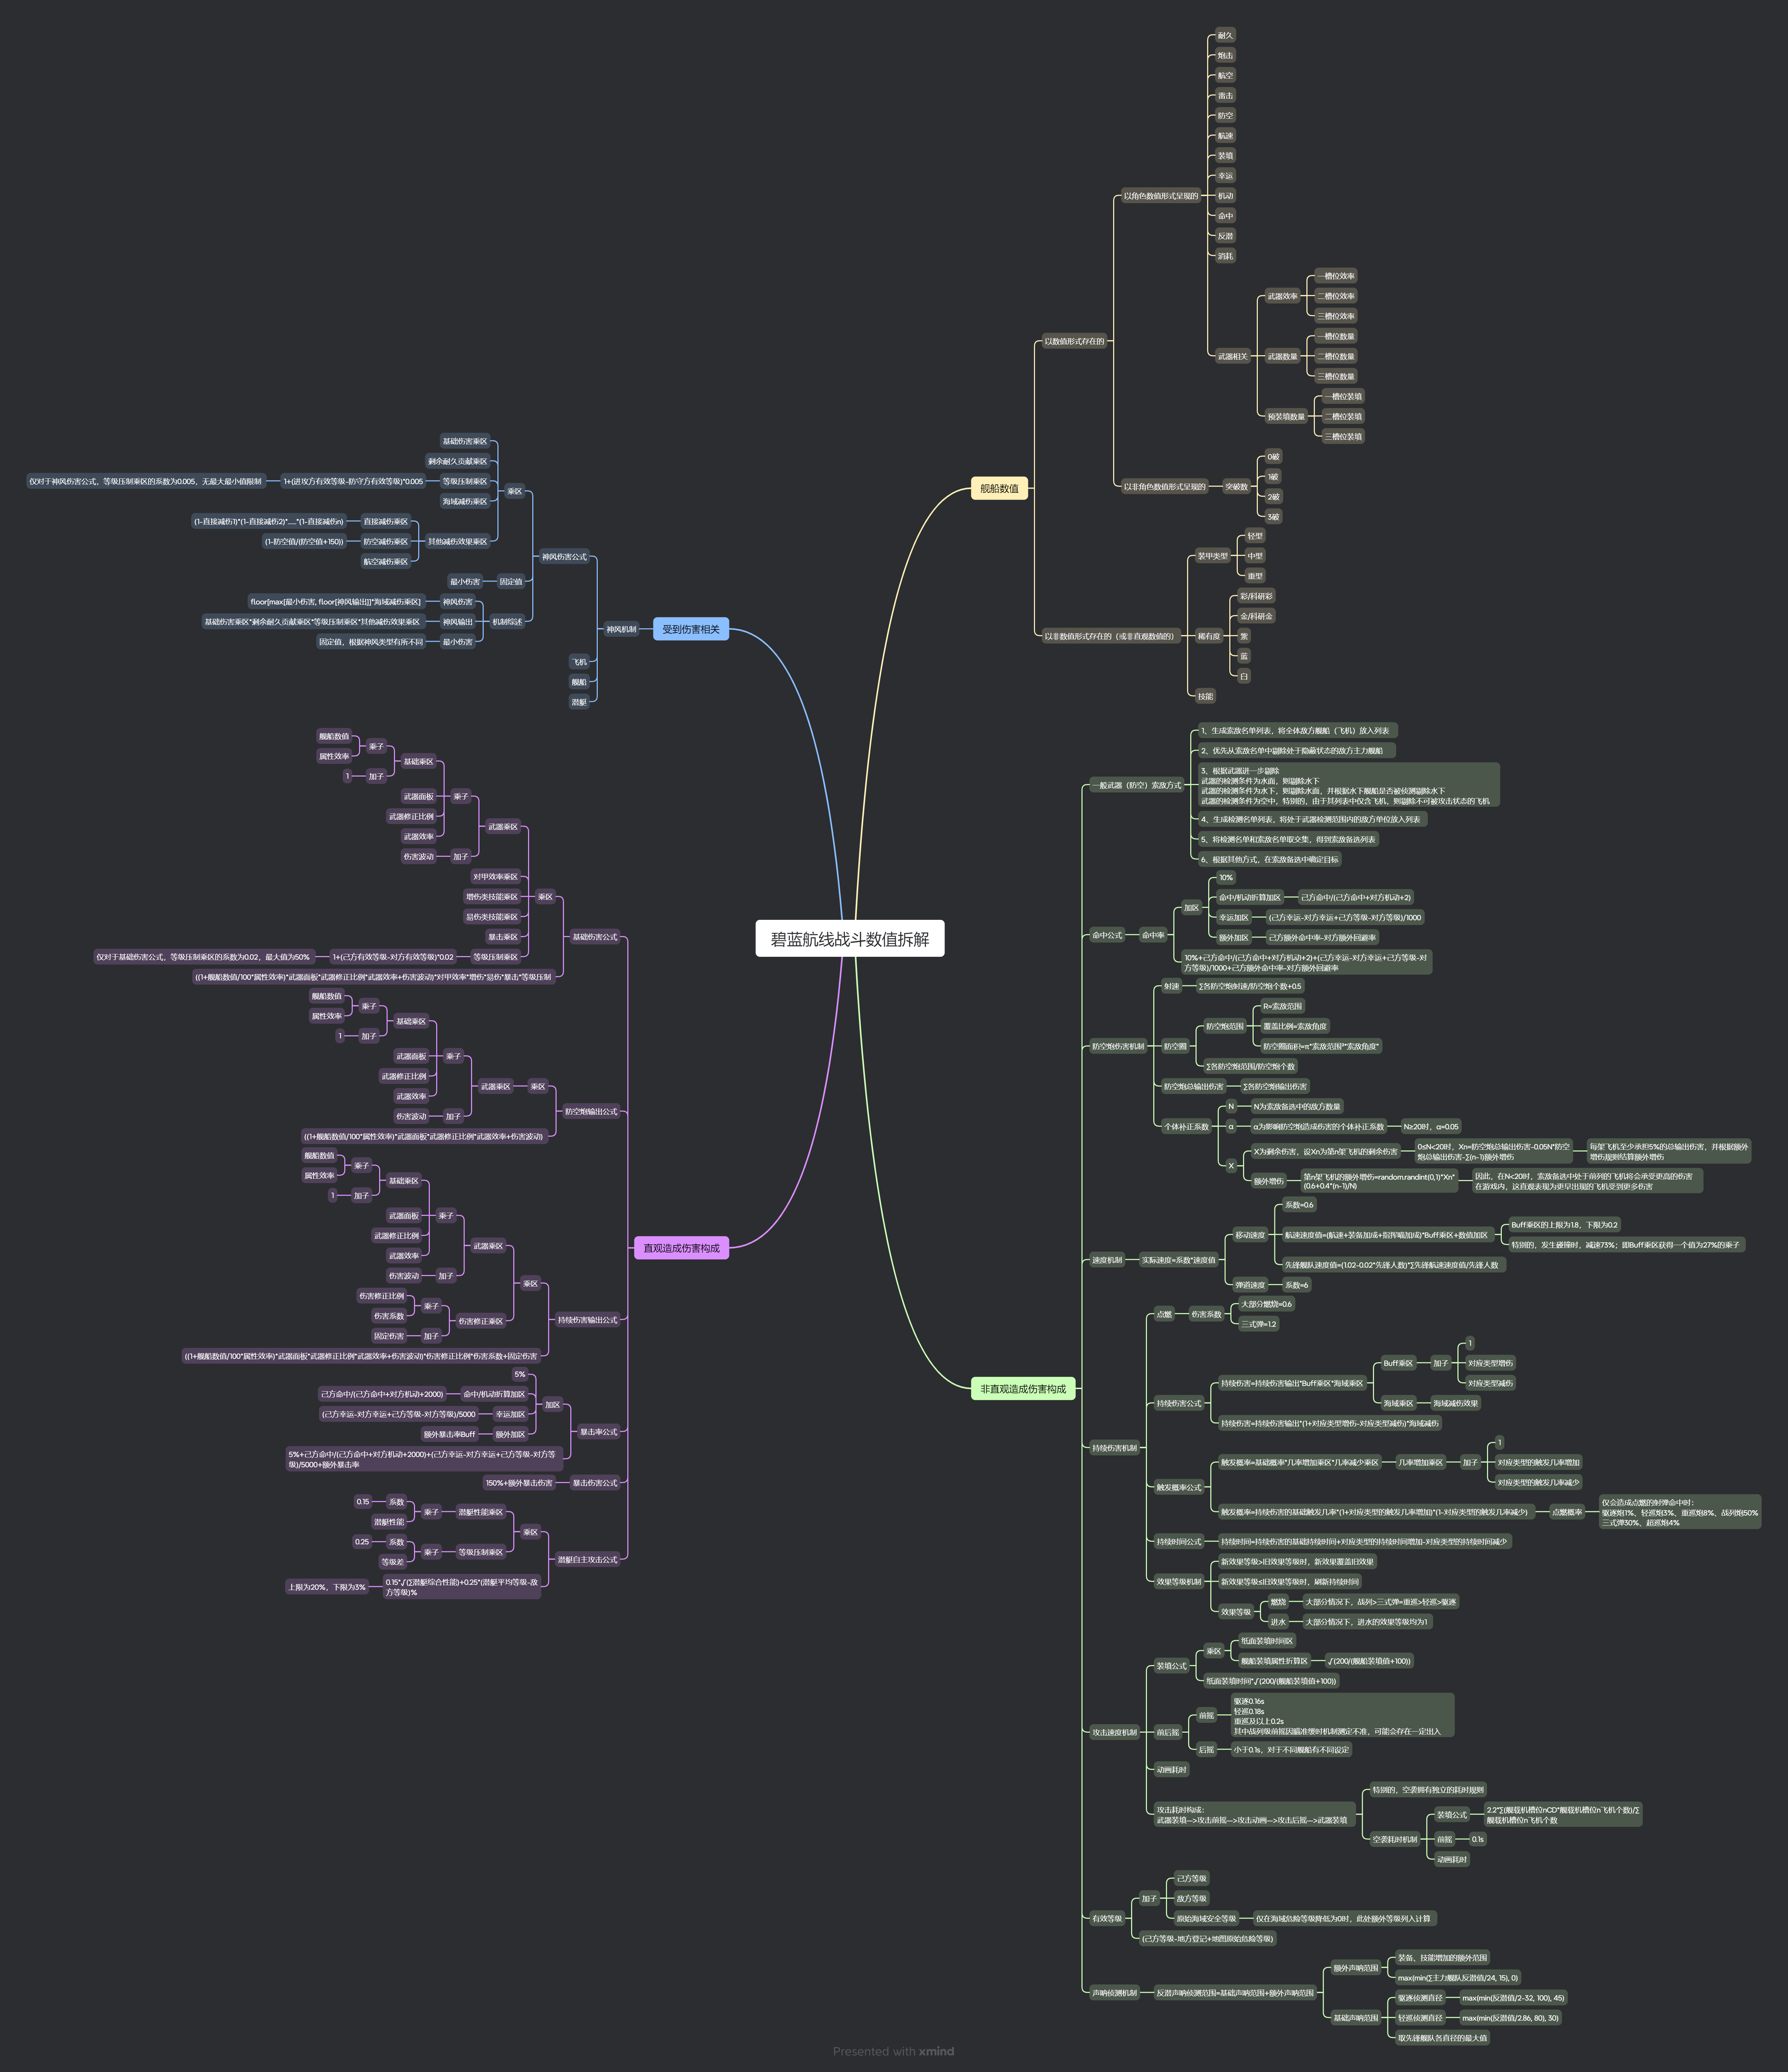 碧蓝航线战斗数值拆解
舰船数值
以数值形式存在的
以角色数值形式呈现的
耐久
炮击
航空
雷击
防空
航速
装填
幸运
机动
命中
反潜
消耗
武器相关
武器效率
一槽位效率
二槽位效率
三槽位效率
武器数量
一槽位数量
二槽位数量
三槽位数量
预装填数量
一槽位装填
二槽位装填
三槽位装填
以非角色数值形式呈现的
突破数
0破
1破
2破
3破
以非数值形式存在的（或非直观数值的）
装甲类型
轻型
中型
重型
稀有度
彩/科研彩
金/科研金
紫
蓝
白
技能
非直观造成伤害构成
一般武器（防空）索敌方式
1、生成索敌名单列表，将全体敌方舰船（飞机）放入列表
2、优先从索敌名单中剔除处于隐蔽状态的敌方主力舰船
3、根据武器进一步剔除
武器的检测条件为水面，则剔除水下
武器的检测条件为水下，则剔除水面，并根据水下舰船是否被侦测剔除水下
武器的检测条件为空中，特别的，由于其列表中仅含飞机，则剔除不可被攻击状态的飞机
4、生成检测名单列表，将处于武器检测范围内的敌方单位放入列表
5、将检测名单和索敌名单取交集，得到索敌备选列表
6、根据其他方式，在索敌备选中确定目标
命中公式
命中率
加区
10%
命中/机动折算加区
己方命中/(己方命中+对方机动+2)
幸运加区
(己方幸运-对方幸运+己方等级-对方等级)/1000
额外加区
己方额外命中率-对方额外回避率
10%+己方命中/(己方命中+对方机动+2)+(己方幸运-对方幸运+己方等级-对
方等级)/1000+己方额外命中率-对方额外回避率
防空炮伤害机制
射速
∑各防空炮射速/防空炮个数+0.5
防空圈
防空炮范围
R=索敌范围
覆盖比例=索敌角度
防空圈面积=π*索敌范围²*索敌角度°
∑各防空炮范围/防空炮个数
防空炮总输出伤害
∑各防空炮输出伤害
个体补正系数
N
N为索敌备选中的敌方数量
α
α为影响防空炮造成伤害的个体补正系数
N≥20时，α=0.05
X
X为剩余伤害，设Xn为第n架飞机的剩余伤害
0≤N<20时，Xn=防空炮总输出伤害-0.05N*防空
炮总输出伤害-∑(n-1)额外增伤
每架飞机至少承担5%的总输出伤害，并根据额外
增伤规则结算额外增伤
额外增伤
第n架飞机的额外增伤=random.randint(0,1)*Xn*
(0.6+0.4*(n-1)/N)
因此，在N<20时，索敌备选中处于前列的飞机将会承受更高的伤害
在游戏内，这直观表现为更早出现的飞机受到更多伤害
速度机制
实际速度=系数*速度值
移动速度
系数=0.6
航速速度值=(航速+装备加成+指挥喵加成)*Buff乘区+数值加区
Buff乘区的上限为1.8，下限为0.2
特别的，发生碰撞时，减速73%；即Buff乘区获得一个值为27%的乘子
先锋舰队速度值=(1.02-0.02*先锋人数)*∑先锋航速速度值/先锋人数
弹道速度
系数=6
持续伤害机制
点燃
伤害系数
大部分燃烧=0.6
三式弹=1.2
持续伤害公式
持续伤害=持续伤害输出*Buff乘区*海域乘区
Buff乘区
加子
1
对应类型增伤
对应类型减伤
海域乘区
海域减伤效果
持续伤害=持续伤害输出*(1+对应类型增伤-对应类型减伤)*海域减伤
触发概率公式
触发概率=基础概率*几率增加乘区*几率减少乘区
几率增加乘区
加子
1
对应类型的触发几率增加
对应类型的触发几率减少
触发概率=持续伤害的基础触发几率*(1+对应类型的触发几率增加)*(1-对应类型的触发几率减少)
点燃概率
仅会造成点燃的射弹命中时：
驱逐炮1%、轻巡炮3%、重巡炮8%、战列炮50%
三式弹30%、超巡炮4%
持续时间公式
持续时间=持续伤害的基础持续时间+对应类型的持续时间增加-对应类型的持续时间减少
效果等级机制
新效果等级>旧效果等级时，新效果覆盖旧效果
新效果等级≤旧效果等级时，刷新持续时间
效果等级
燃烧
大部分情况下，战列>三式弹=重巡>轻巡>驱逐
进水
大部分情况下，进水的效果等级均为1
攻击速度机制
装填公式
乘区
纸面装填时间区
舰船装填属性折算区
√(200/(舰船装填值+100))
纸面装填时间*√(200/(舰船装填值+100))
前后摇
前摇
驱逐0.16s
轻巡0.18s
重巡及以上0.2s
其中战列级前摇因瞄准缓时机制测定不准，可能会存在一定出入
后摇
小于0.1s，对于不同舰船有不同设定
动画耗时
攻击耗时构成：
武器装填—>攻击前摇—>攻击动画—>攻击后摇—>武器装填
特别的，空袭拥有独立的耗时规则
空袭耗时机制
装填公式
2.2*∑(舰载机槽位nCD*舰载机槽位n飞机个数)/∑
舰载机槽位n飞机个数
前摇
0.1s
动画耗时
有效等级
加子
己方等级
敌方等级
原始海域安全等级
仅在海域危险等级降低为0时，此处额外等级列入计算
(己方等级-地方登记+地图原始危险等级)
声呐侦测机制
反潜声呐侦测范围=基础声呐范围+额外声呐范围
额外声呐范围
装备、技能增加的额外范围
max(min(∑主力舰队反潜值/24, 15), 0)
基础声呐范围
驱逐侦测直径
max(min(反潜值/2-32, 100), 45)
轻巡侦测直径
max(min(反潜值/2.86, 80), 30)
取先锋舰队各直径的最大值
受到伤害相关
神风机制
神风伤害公式
乘区
基础伤害乘区
剩余耐久贡献乘区
等级压制乘区
1+(进攻方有效等级-防守方有效等级)*0.005
仅对于神风伤害公式，等级压制乘区的系数为0.005，无最大最小值限制
海域减伤乘区
其他减伤效果乘区
直接减伤乘区
(1-直接减伤1)*(1-直接减伤2)*......*(1-直接减伤n)
防空减伤乘区
(1-防空值/(防空值+150))
航空减伤乘区
固定值
最小伤害
机制综述
神风伤害
floor[max[最小伤害, floor[神风输出]]*海域减伤乘区]
神风输出
基础伤害乘区*剩余耐久贡献乘区*等级压制乘区*其他减伤效果乘区
最小伤害
固定值，根据神风类型有所不同
飞机
舰船
潜艇
直观造成伤害构成
基础伤害公式
乘区
武器乘区
乘子
基础乘区
乘子
舰船数值
属性效率
加子
1
武器面板
武器修正比例
武器效率
加子
伤害波动
对甲效率乘区
增伤类技能乘区
易伤类技能乘区
暴击乘区
等级压制乘区
1+(己方有效等级-对方有效等级)*0.02
仅对于基础伤害公式，等级压制乘区的系数为0.02，最大值为50%
((1+舰船数值/100*属性效率)*武器面板*武器修正比例*武器效率+伤害波动)*对甲效率*增伤*易伤*暴击*等级压制
防空炮输出公式
乘区
武器乘区
乘子
基础乘区
乘子
舰船数值
属性效率
加子
1
武器面板
武器修正比例
武器效率
加子
伤害波动
((1+舰船数值/100*属性效率)*武器面板*武器修正比例*武器效率+伤害波动)
持续伤害输出公式
乘区
武器乘区
乘子
基础乘区
乘子
舰船数值
属性效率
加子
1
武器面板
武器修正比例
武器效率
加子
伤害波动
伤害修正乘区
乘子
伤害修正比例
伤害系数
加子
固定伤害
((1+舰船数值/100*属性效率)*武器面板*武器修正比例*武器效率+伤害波动)*伤害修正比例*伤害系数+固定伤害
暴击率公式
加区
5%
命中/机动折算加区
己方命中/(己方命中+对方机动+2000)
幸运加区
(己方幸运-对方幸运+己方等级-对方等级)/5000
额外加区
额外暴击率Buff
5%+己方命中/(己方命中+对方机动+2000)+(己方幸运-对方幸运+己方等级-对方等
级)/5000+额外暴击率
暴击伤害公式
150%+额外暴击伤害
潜艇自主攻击公式
乘区
潜艇性能乘区
乘子
系数
0.15
潜艇性能
等级压制乘区
乘子
系数
0.25
等级差
0.15*√(∑潜艇综合性能)+0.25*(潜艇平均等级-敌
方等级)%
上限为20%，下限为3%
Presented with xmind